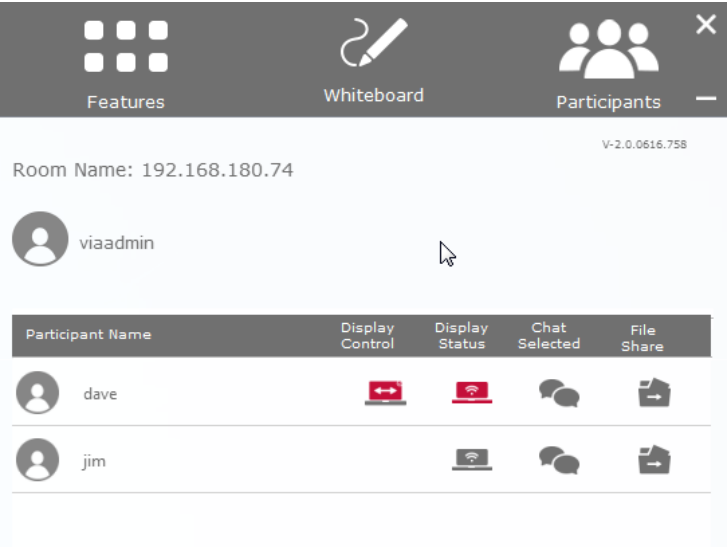 Features
Whiteboard
Participants
V-2.0.0616.758
Room Name: 192.168.180.74
viaadmin
Participant Name
Display Control
Display Status
Chat Selected
File Share
dave
jim